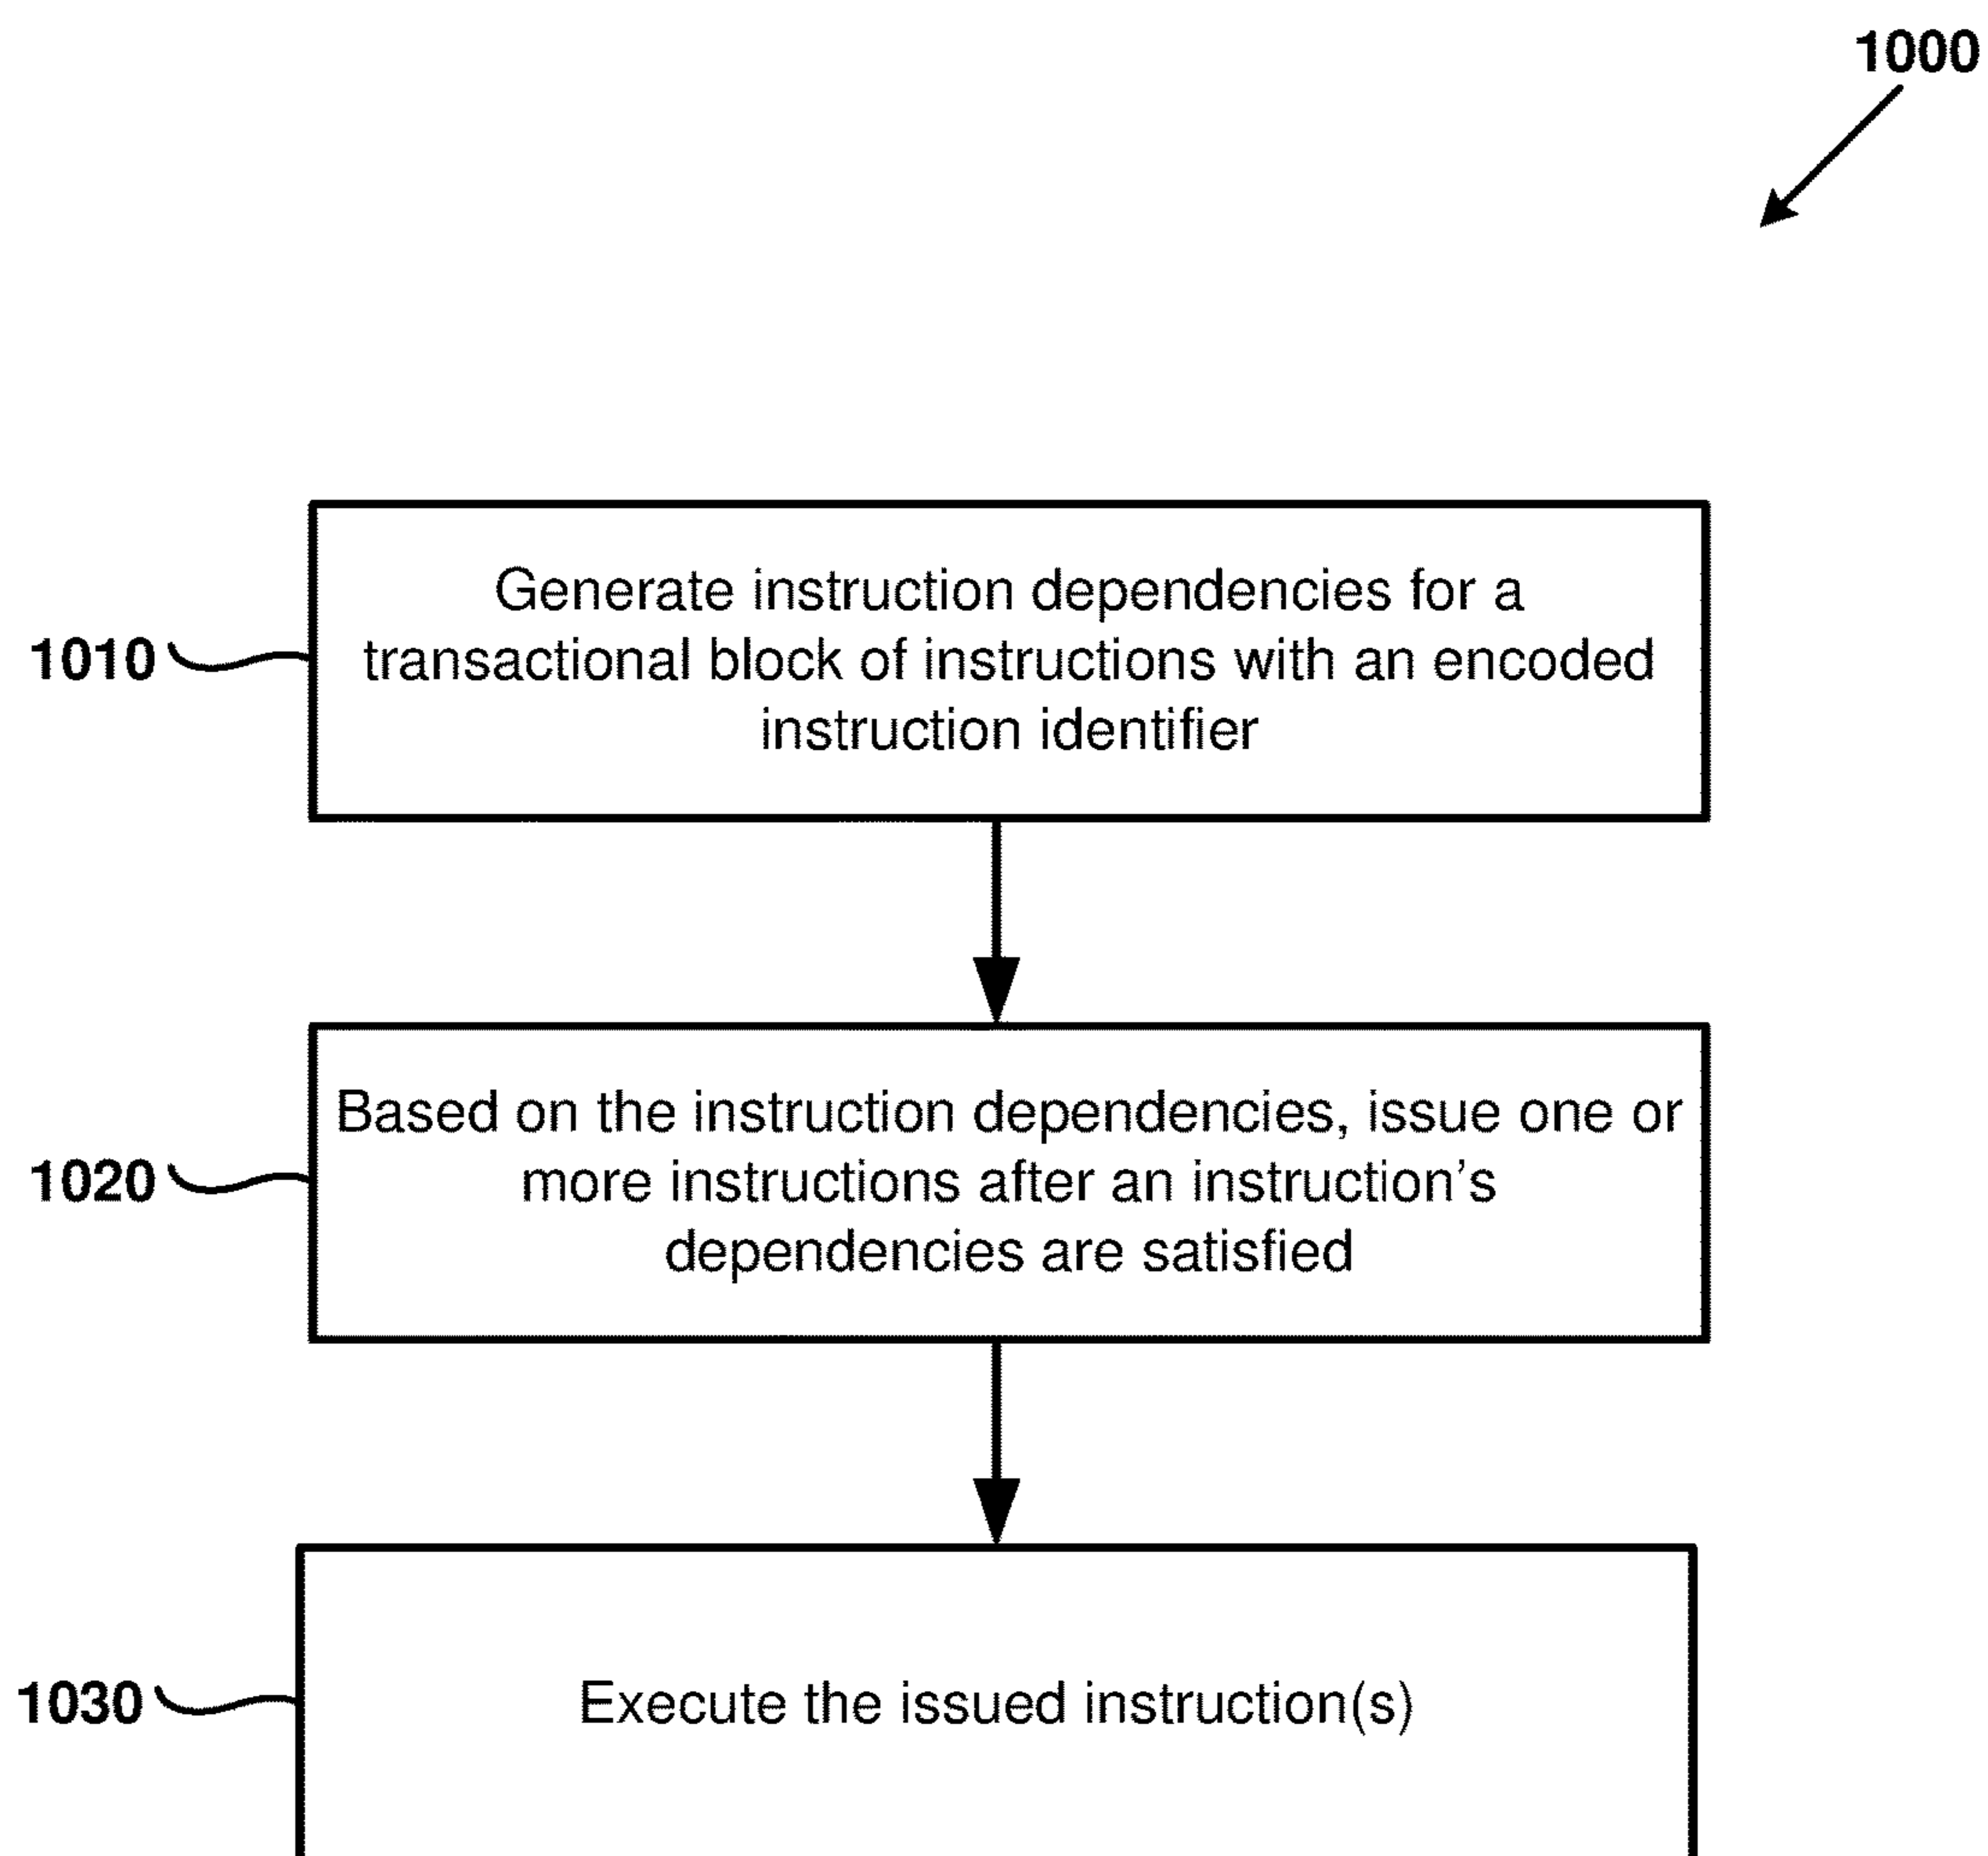 1000
Generate instruction dependencies for a
1010
transactional block of instructions with an encoded
instruction identifier
Based on the instruction dependencies, issue one or
1020
more instructions after an instruction's
dependencies are satisfied
1030
Execute the issued instruction(s)